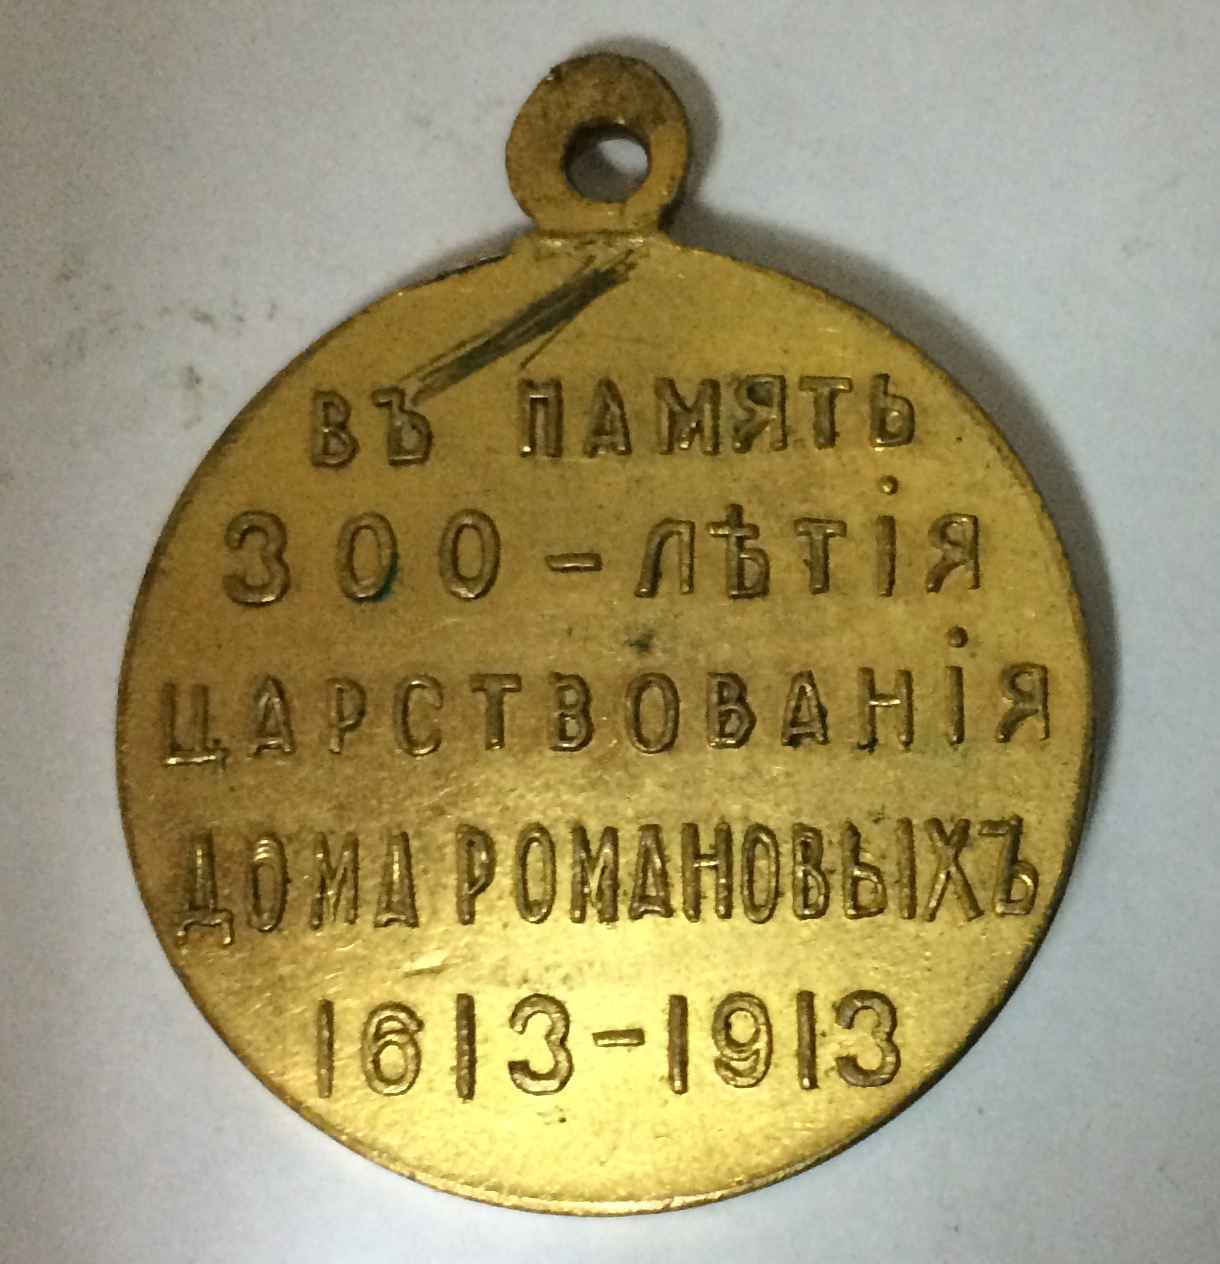 ВЪ ПАМЯТЬ
300-ЛѢТІЯ
ЦАРСТВОВАНІЯ
ДОМА РОМАНОВЫХЪ
1613-1913